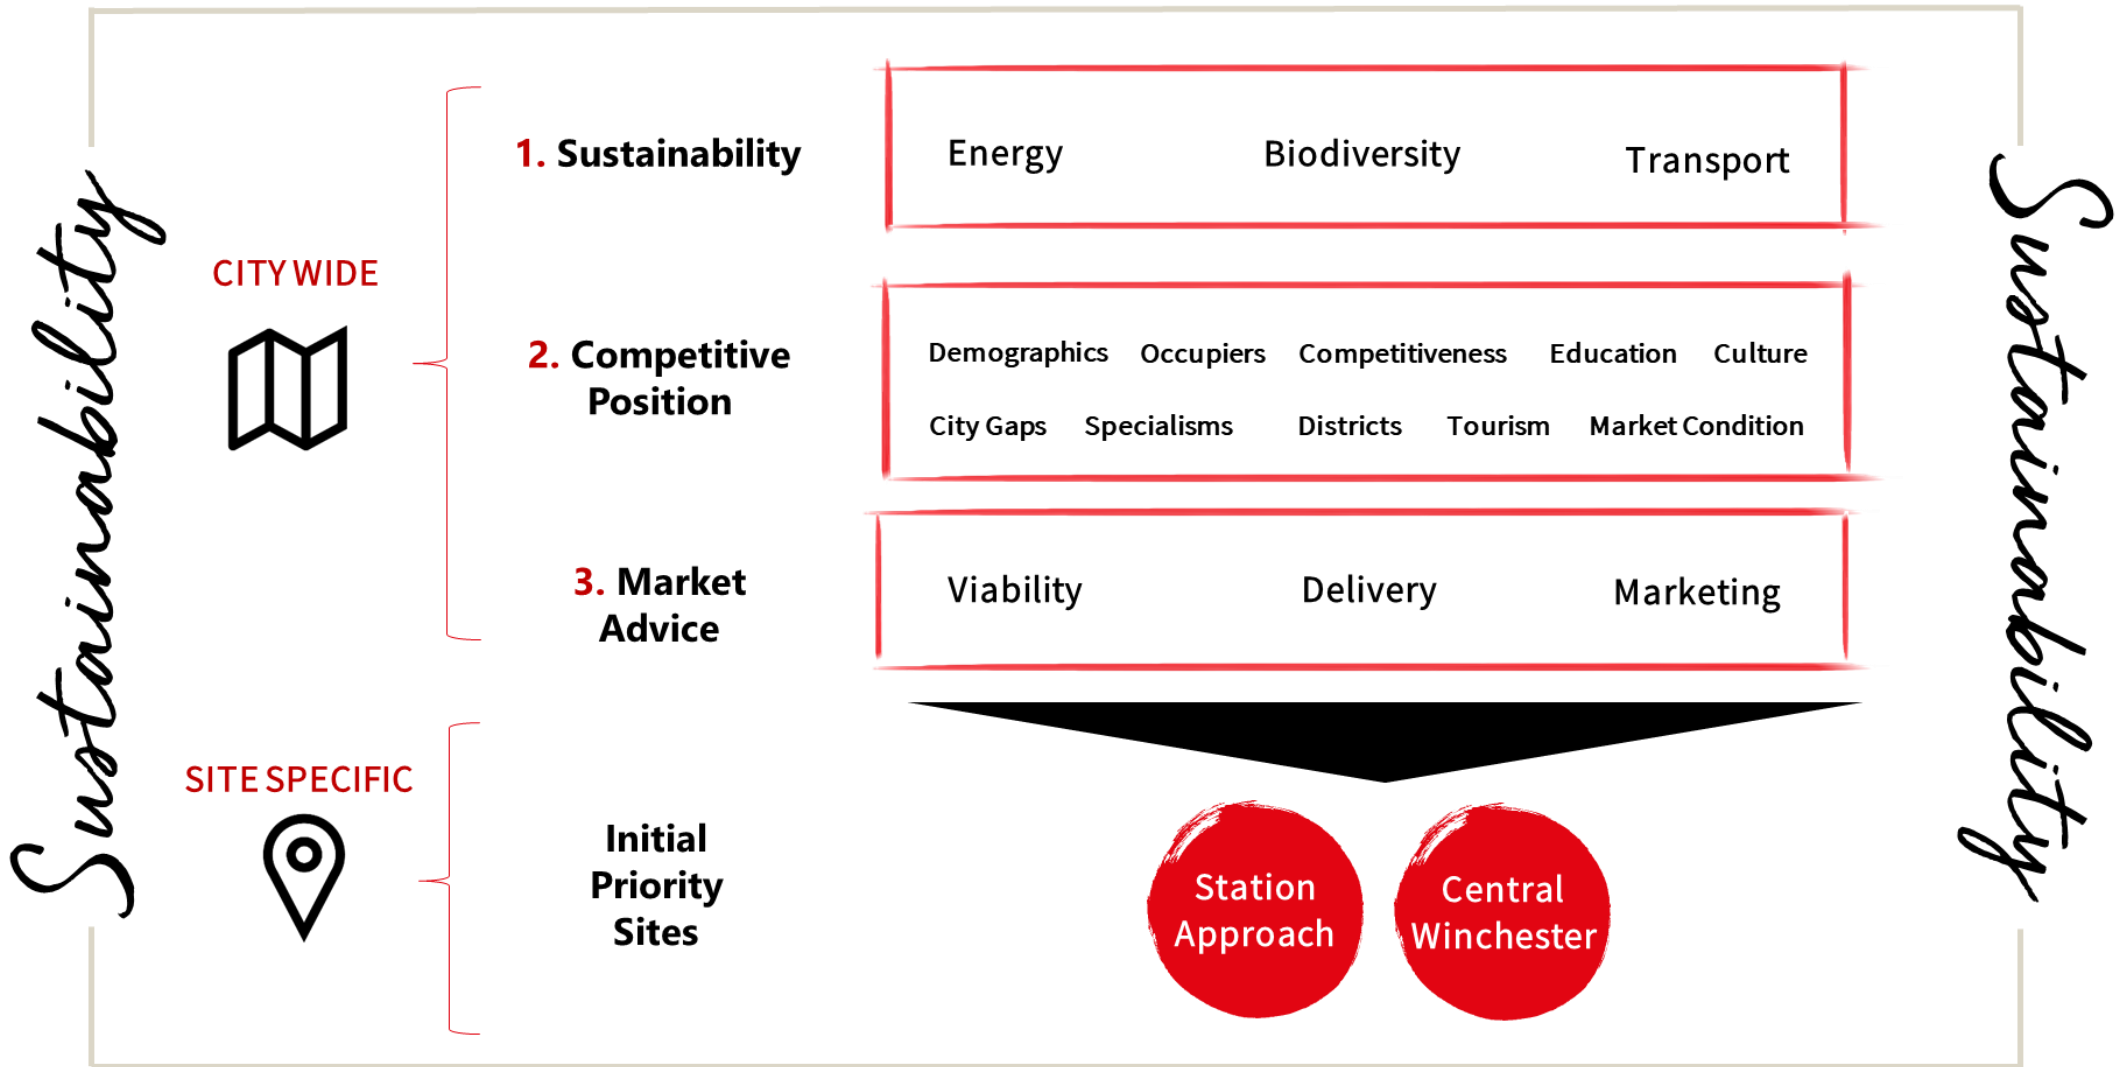 Sustainability
CITY WIDE
1. Sustainability
Energy Biodiversity Transport
2. Competitive
Position
Demographics Occupiers Competitiveness Education Culture
City Gaps Specialisms Districts Tourism Market Condition
3. Market
Advice
Viability Delivery Marketing
SITE SPECIFIC
Initial
Priority
Sites
Station
Approach
Central
Winchester
Sustainability